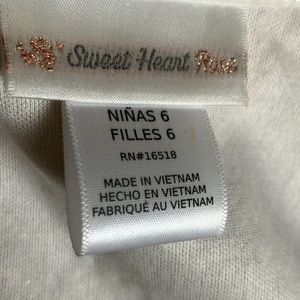 Sweet Heart Rose
NIÑAS 6
FILLES 6
RN#16518
MADE IN VIETNAM
HECHO EN VIETNAM
FABRIQUÉ AU VIETNAM